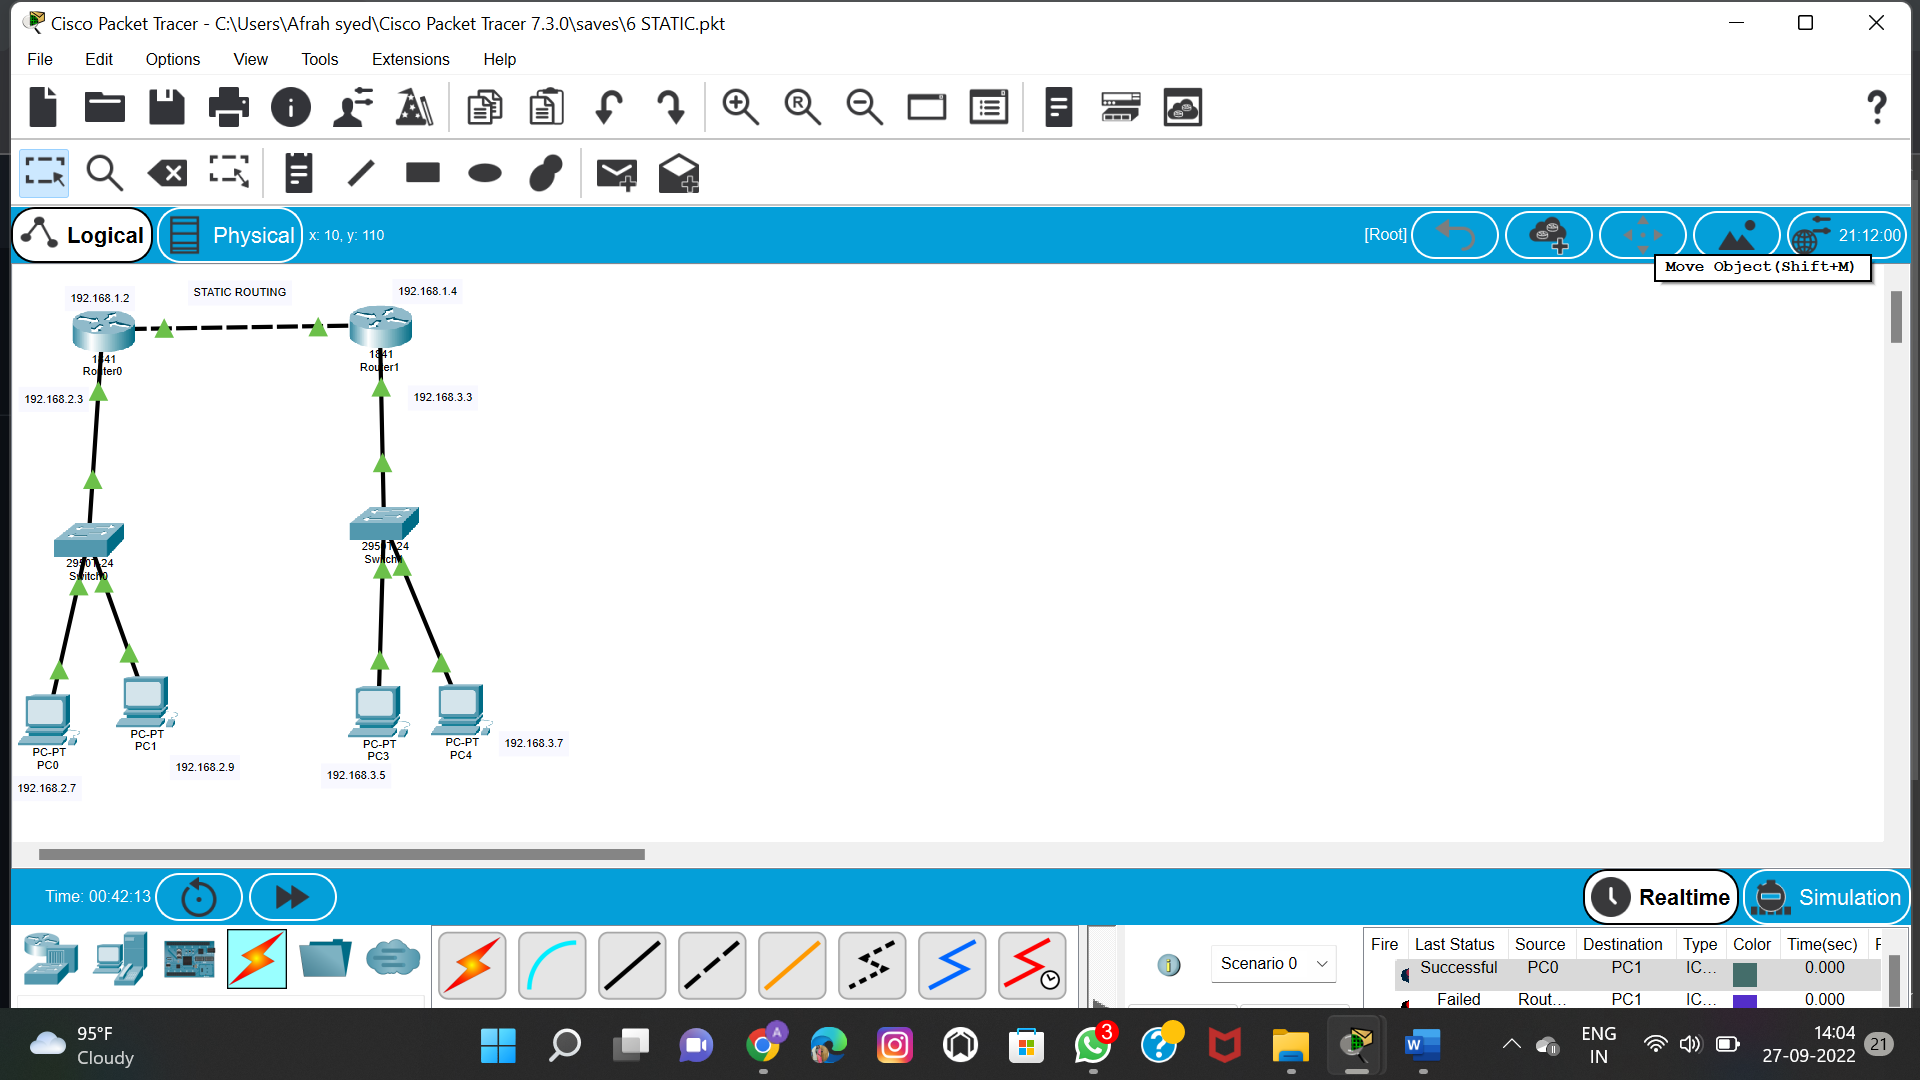 Cisco Packet Tracer - C:\Users\Afrah syed\Cisco Packet Tracer 7.3.0\saves\6 STATIC.pkt
File Edit Options View Tools Extensions Help
Logical Physical x: 10, y: 110 [Root] 21:12:00
Move Object(Shift+M)
192.168.1.2 STATIC ROUTING 192.168.1.4
1841
Router0
1841
Router1
192.168.2.3 192.168.3.3
2950T-24
Switch0
2950T-24
PC-PT
PC0
PC-PT
PC1
PC-PT
PC3
PC-PT
PC4
192.168.3.7
192.168.2.9
192.168.3.5
192.168.2.7
Time: 00:42:13 Realtime Simulation
Scenario 0
Fire Last Status Source Destination Type Color Time(sec)
Successful PC0 PC1 IC... 0.000
Failed Rout... PC1 IC... 0.000
95°F
Cloudy
A
3
W
ENG
IN
14:04
27-09-2022
21